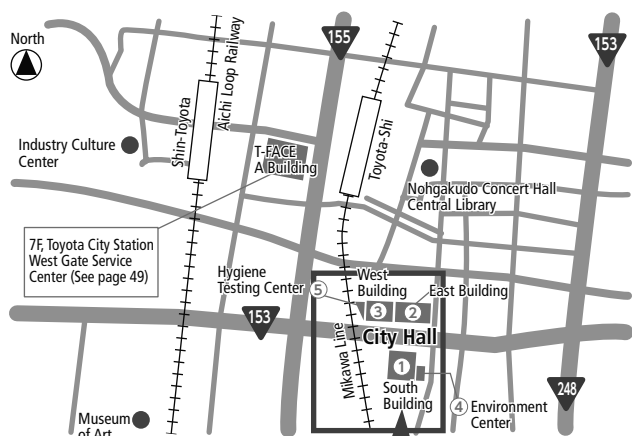 North
155
153
Shin-Toyota
Aichi Loop Railway
Toyota-Shi
Industry Culture
Center
T-FACE
A Building
Nohgakudo Concert Hall
Central Library
7F, Toyota City Station
West Gate Service
Center (See page 49)
Hygiene
Testing Center
West
Building
East Building
⑤
③
②
153
City Hall
Mikawa Line
①
South
Building
④ Environment
Center
248
Museum
of Art